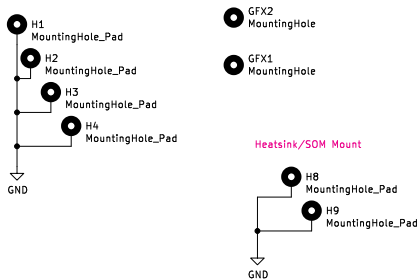 H1
MountingHole_Pad
H2
MountingHole_Pad
H3
MountingHole_Pad
H4
MountingHole_Pad
GND
GFX2
MountingHole
GFX1
MountingHole
Heatsink/SOM Mount
H8
MountingHole_Pad
H9
MountingHole_Pad
GND